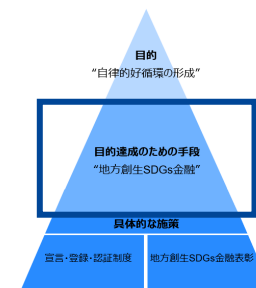 目的
“自律的好循環の形成”
目的達成のための手段
“地方創生SDGs金融”
具体的な施策
宣言・登録・認証制度
地方創生SDGs金融表彰